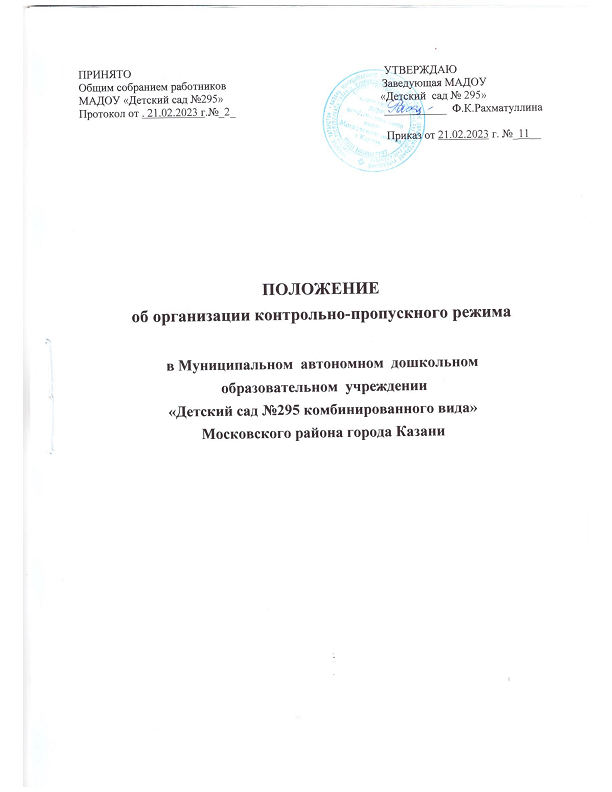 ПРИНЯТО
Общим собранием работников
МАДОУ «Детский сад №295»
Протокол от . 21.02.2023 г.№_2_
УТВЕРЖДАЮ
Заведующая МАДОУ
«Детский сад № 295»
____________ Ф.К.Рахматуллина
Приказ от 21.02.2023 г. №_11__
ПОЛОЖЕНИЕ
об организации контрольно-пропускного режима
в Муниципальном автономном дошкольном
образовательном учреждении
«Детский сад №295 комбинированного вида»
Московского района города Казани